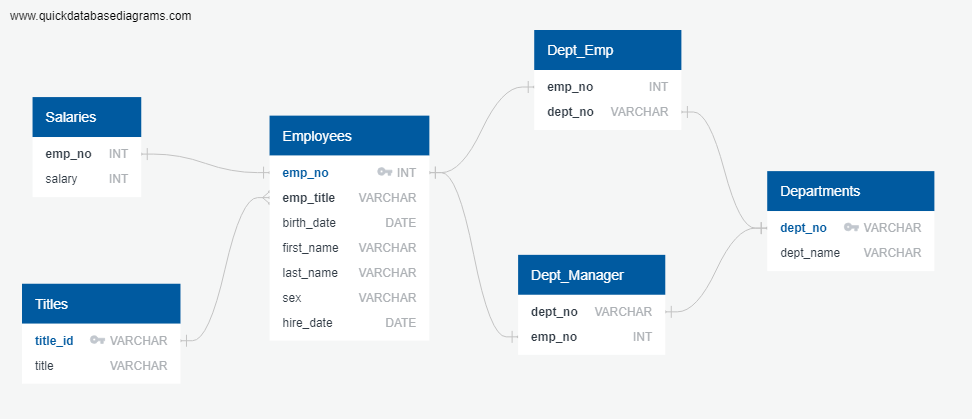 www.quickdatabasediagrams.com
Salaries
emp_no INT
salary INT
Titles
title_id VARCHAR
title VARCHAR
Employees
emp_no INT
emp_title VARCHAR
birth_date DATE
first_name VARCHAR
last_name VARCHAR
sex VARCHAR
hire_date DATE
Dept_Emp
emp_no INT
dept_no VARCHAR
Dept_Manager
dept_no VARCHAR
emp_no INT
Departments
dept_no VARCHAR
dept_name VARCHAR